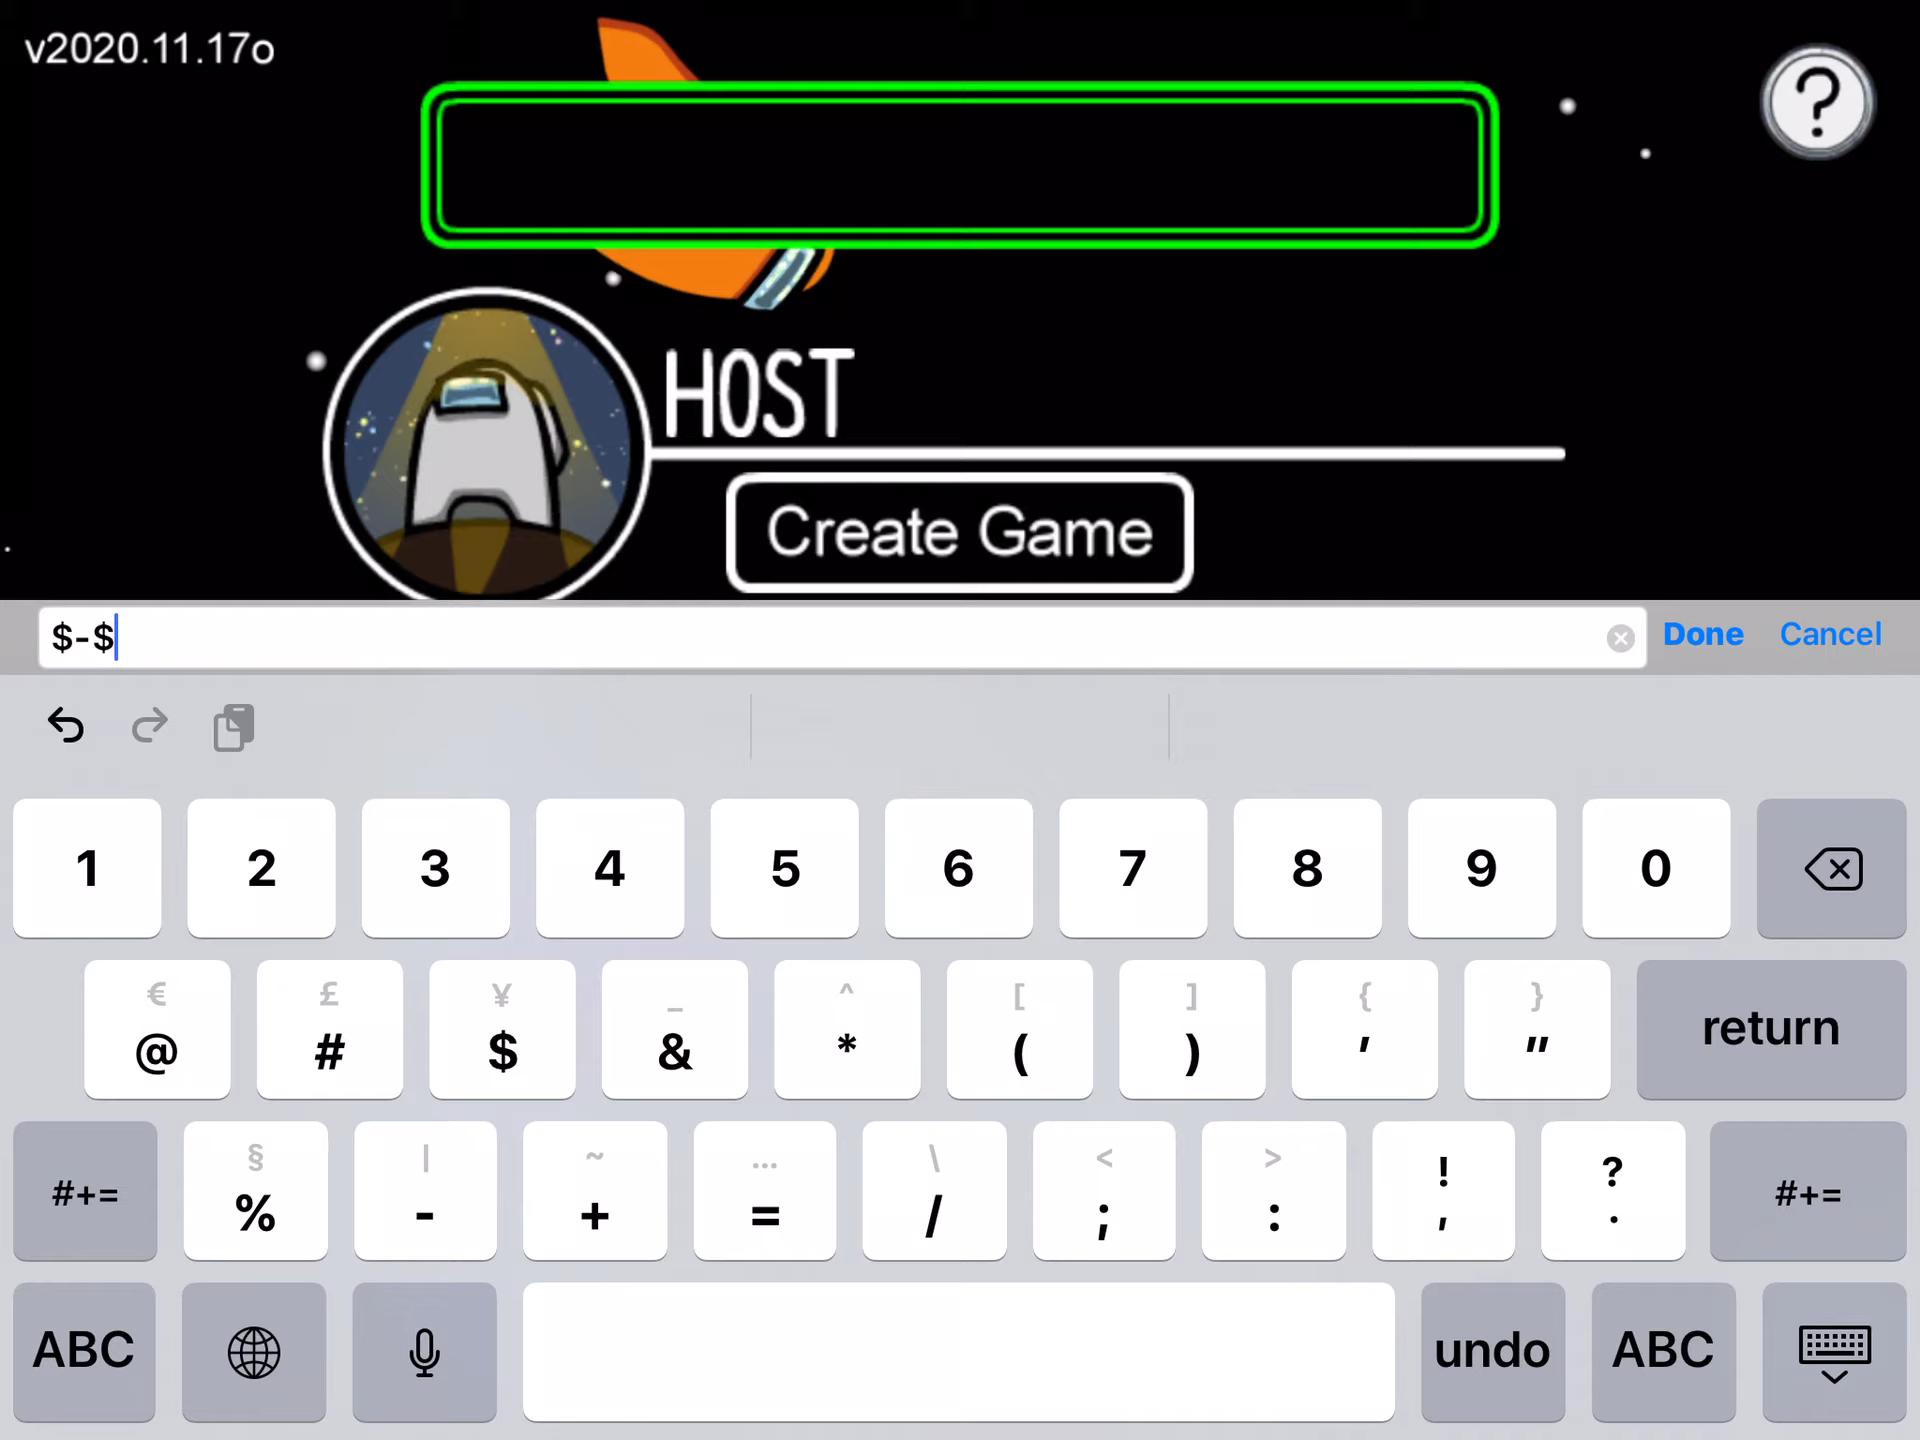 v2020.11.17o
?
HOST
Create Game
$-$ Done Cancel
1 2 3 4 5 6 7 8 9 0
€ £ ¥ _ ^ [ ] { }
@ # $ & * ( ) ' " return
§ | ~ … \ < > ! ?
#+= % - + = / ; : , . #+=
ABC undo ABC